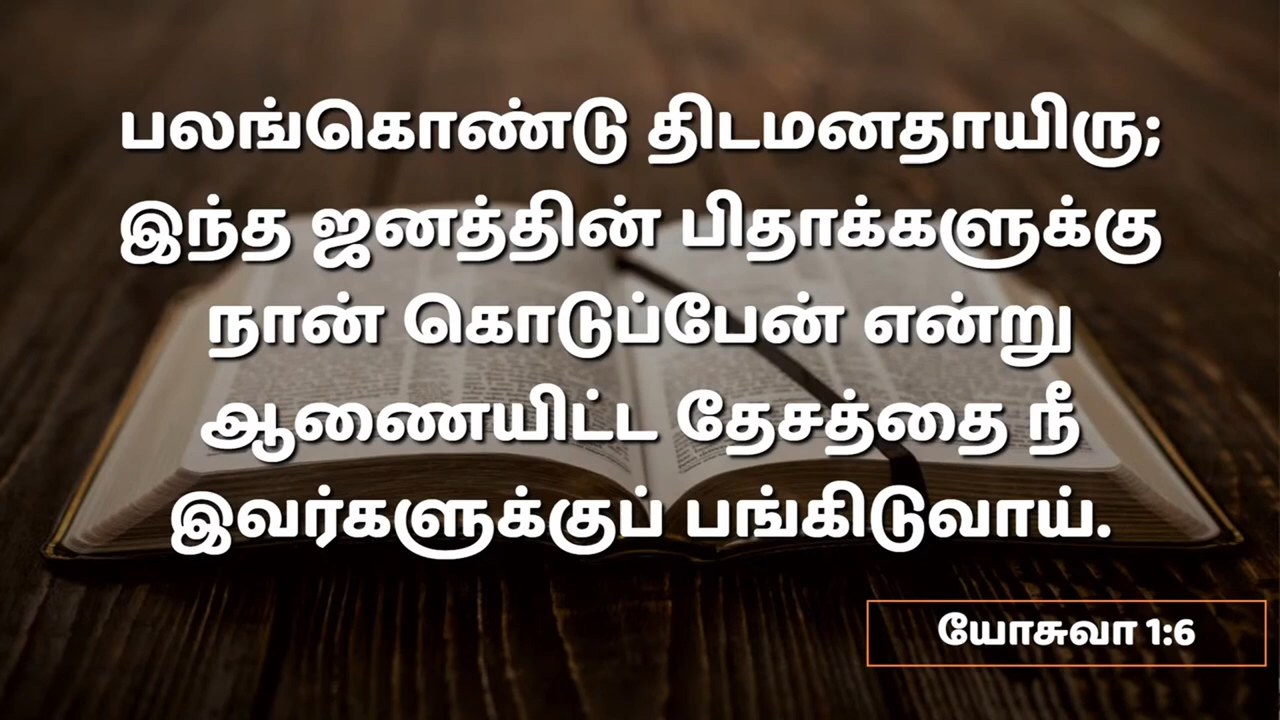 பலங்கொண்டு திடமனதாயிரு;
இந்த ஜனத்தின் பிதாக்களுக்கு
நான் கொடுப்பேன் என்று
ஆணையிட்ட தேசத்தை நீ
இவர்களுக்குப் பங்கிடுவாய்.
யோசுவா 1:6